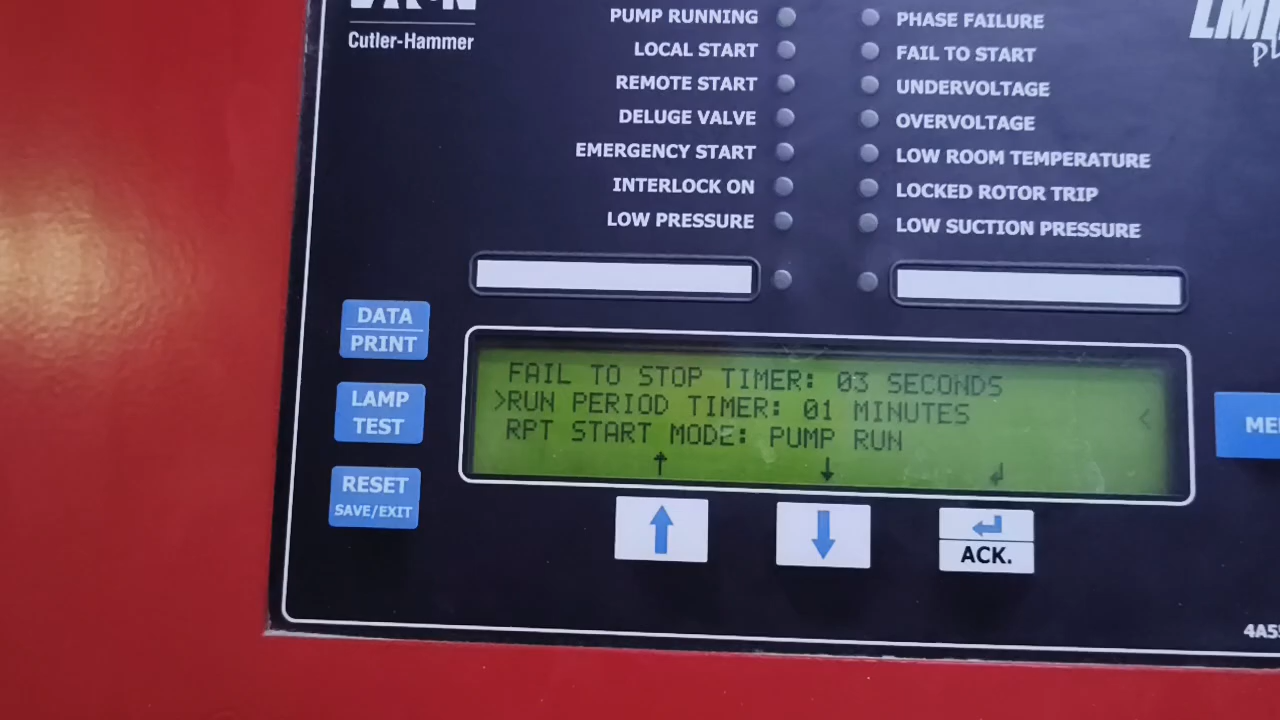 Cutler-Hammer
PUMP RUNNING
LOCAL START
REMOTE START
DELUGE VALVE
EMERGENCY START
INTERLOCK ON
LOW PRESSURE
PHASE FAILURE
FAIL TO START
UNDERVOLTAGE
OVERVOLTAGE
LOW ROOM TEMPERATURE
LOCKED ROTOR TRIP
LOW SUCTION PRESSURE
DATA
PRINT
LAMP
TEST
RESET
SAVE/EXIT
FAIL TO STOP TIMER: 03 SECONDS
>RUN PERIOD TIMER: 01 MINUTES <
RPT START MODE: PUMP RUN
↑ ↓ ↲
ACK.